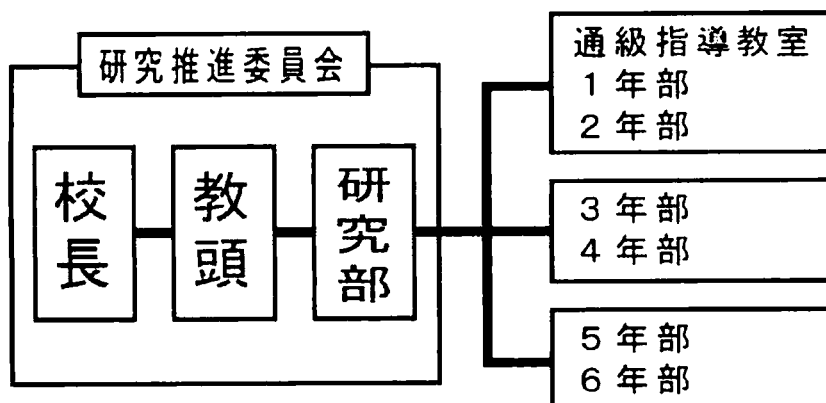 研究推進委員会
校長
教頭
研究部
通級指導教室
1年部
2年部
3年部
4年部
5年部
6年部